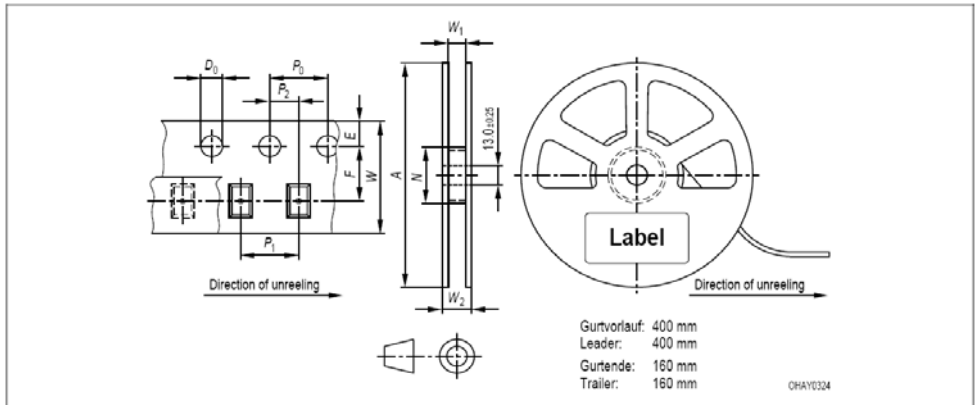 W1
D0
P0
P2
E
F
W
A
N
13.0±0.25
P1
W2
Label
Direction of unreeling
Direction of unreeling
Gurtvorlauf: 400 mm
Leader: 400 mm
Gurtende: 160 mm
Trailer: 160 mm
OHAY0324